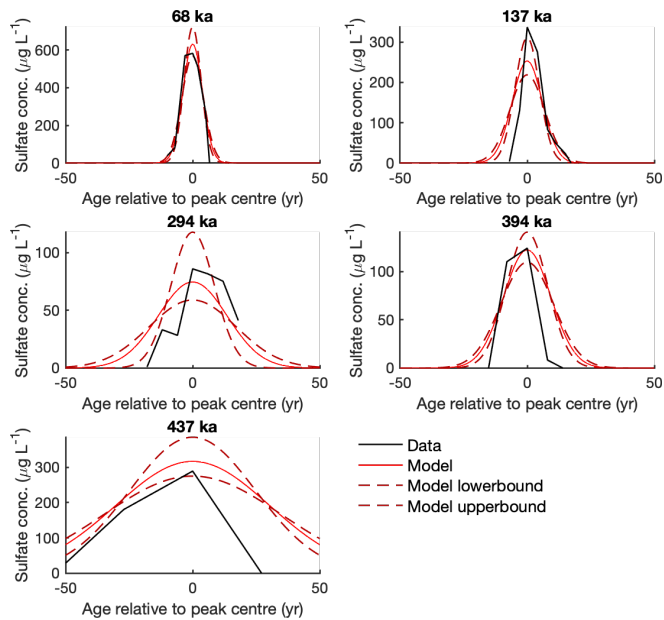 68 ka
Sulfate conc. (μg L⁻¹)
600
400
200
0
-50
0
50
Age relative to peak centre (yr)
137 ka
Sulfate conc. (μg L⁻¹)
300
200
100
0
-50
0
50
Age relative to peak centre (yr)
294 ka
Sulfate conc. (μg L⁻¹)
100
50
0
-50
0
50
Age relative to peak centre (yr)
394 ka
Sulfate conc. (μg L⁻¹)
100
50
0
-50
0
50
Age relative to peak centre (yr)
437 ka
Sulfate conc. (μg L⁻¹)
300
200
100
0
-50
0
50
Age relative to peak centre (yr)
Data
Model
Model lowerbound
Model upperbound